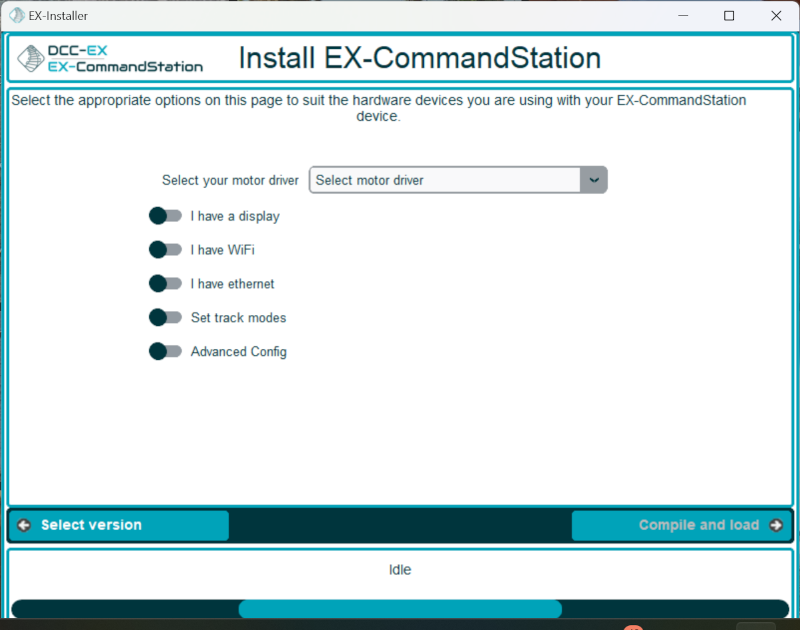 EX-Installer
DCC-EX
EX-CommandStation
Install EX-CommandStation
Select the appropriate options on this page to suit the hardware devices you are using with your EX-CommandStation
device.
Select your motor driver
Select motor driver
I have a display
I have WiFi
I have ethernet
Set track modes
Advanced Config
Select version
Compile and load
Idle